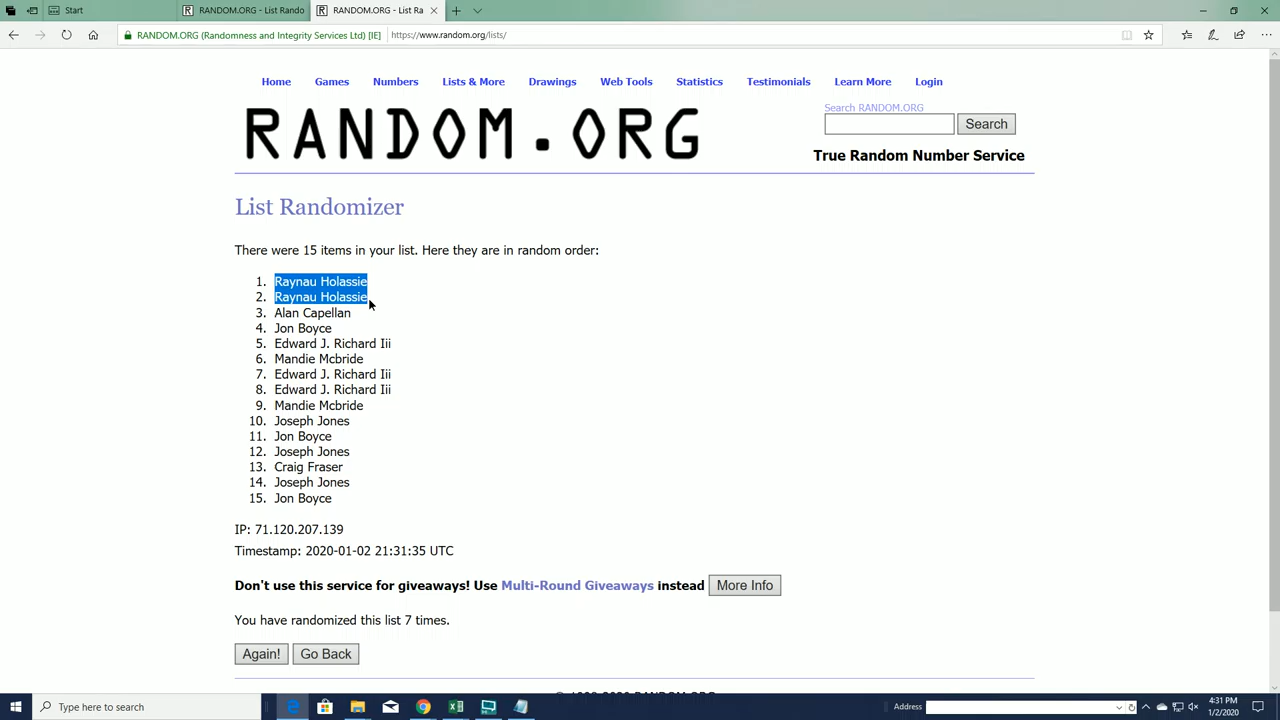 Start
RANDOM.ORG - List Rando
RANDOM.ORG - List Ra
RANDOM.ORG (Randomness and Integrity Services Ltd) [IE]
https://www.random.org/lists/
Home Games Numbers Lists & More Drawings Web Tools Statistics Testimonials Learn More Login
RANDOM.ORG
Search RANDOM.ORG
Search
True Random Number Service
List Randomizer
There were 15 items in your list. Here they are in random order:
1. Raynau Holassie
2. Raynau Holassie
3. Alan Capellan
4. Jon Boyce
5. Edward J. Richard Iii
6. Mandie Mcbride
7. Edward J. Richard Iii
8. Edward J. Richard Iii
9. Mandie Mcbride
10. Joseph Jones
11. Jon Boyce
12. Joseph Jones
13. Craig Fraser
14. Joseph Jones
15. Jon Boyce
IP: 71.120.207.139
Timestamp: 2020-01-02 21:31:35 UTC
Don't use this service for giveaways! Use Multi-Round Giveaways instead More Info
You have randomized this list 7 times.
Again! Go Back
Type here to search
Address
4:31 PM
1/2/2020